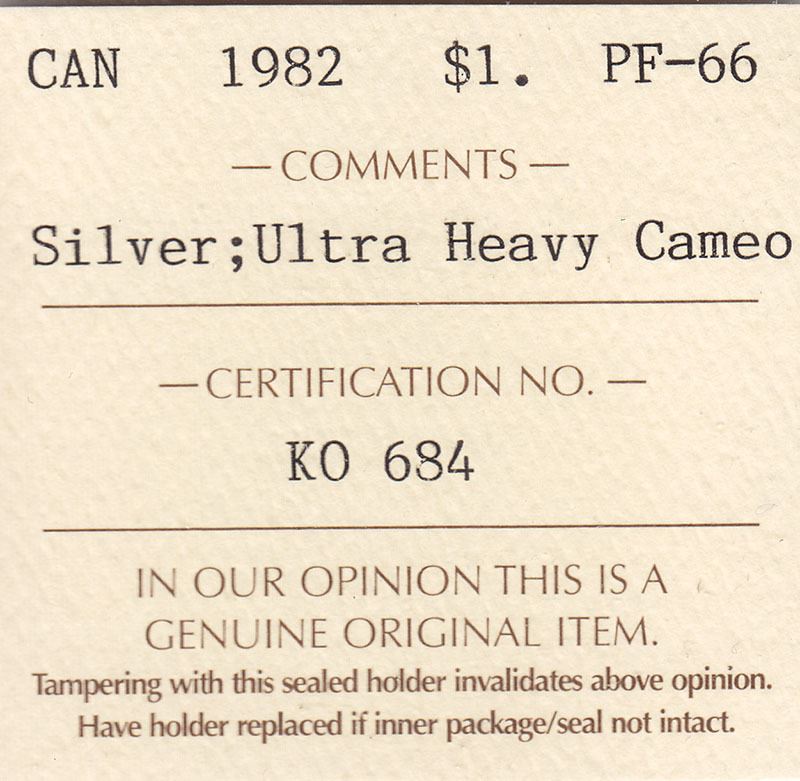 CAN 1982 $1. PF-66
— COMMENTS —
Silver;Ultra Heavy Cameo
— CERTIFICATION NO. —
KO 684
IN OUR OPINION THIS IS A
GENUINE ORIGINAL ITEM.
Tampering with this sealed holder invalidates above opinion.
Have holder replaced if inner package/seal not intact.